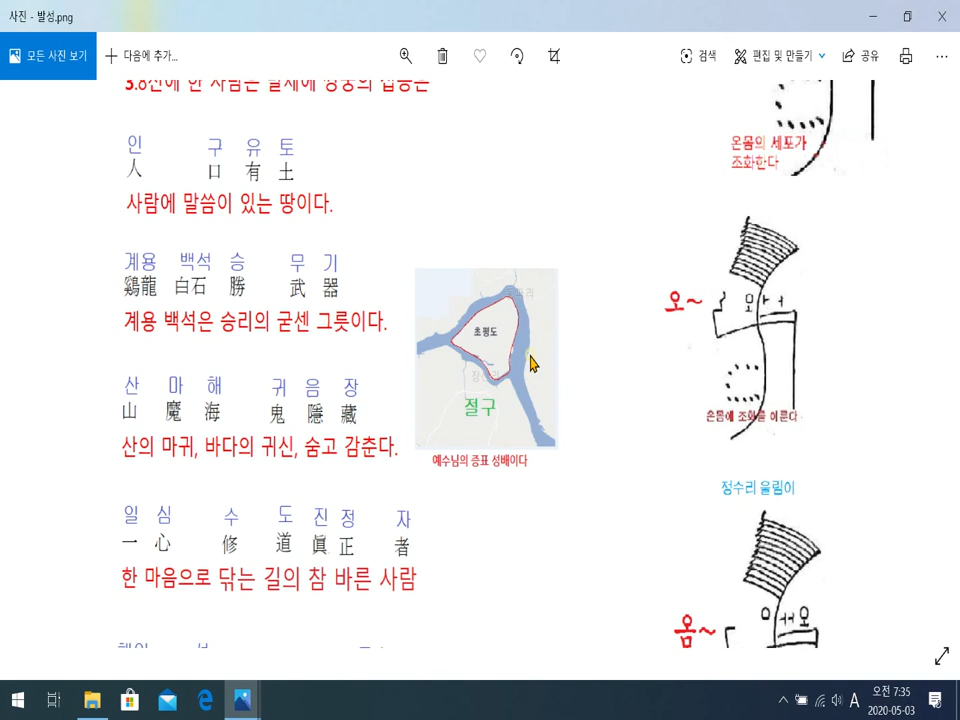 사진 - 발성.png
모든 사진 보기
다음에 추가...
검색
편집 및 만들기
공유
인 구 유 토
人 口 有 土
사람에 말씀이 있는 땅이다.
계용 백석 승 무 기
鷄龍 白石 勝 武 器
계용 백석은 승리의 굳센 그릇이다.
산 마 해 귀 음 장
山 魔 海 鬼 隱 藏
산의 마귀, 바다의 귀신, 숨고 감춘다.
일 심 수 도 진 정 자
一 心 修 道 眞 正 者
한 마음으로 닦는 길의 참 바른 사람
초평도
절구
예수님의 증표 성배이다
온몸의 세포가
조화한다
오~
온몸에 조화를 이룬다
정수리 울림이
옴~
A
오전 7:35
2020-05-03